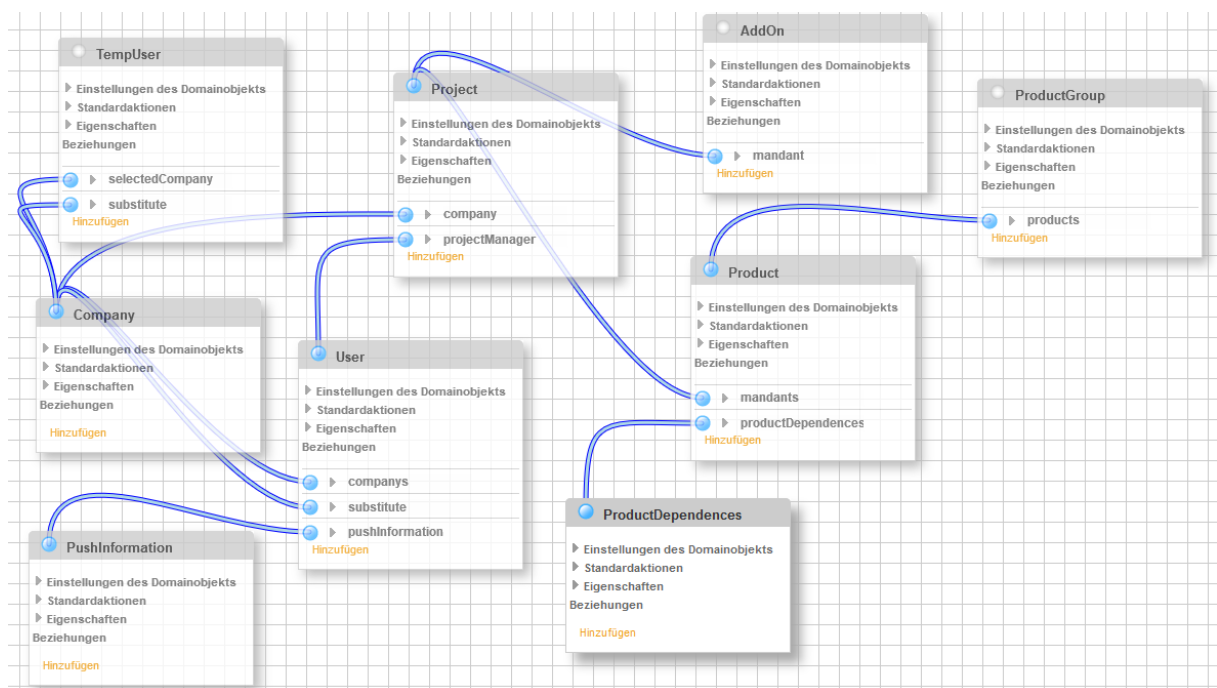 TempUser
Einstellungen des Domainobjekts
Standardaktionen
Eigenschaften
Beziehungen
selectedCompany
substitute
Hinzufügen
Project
Einstellungen des Domainobjekts
Standardaktionen
Eigenschaften
Beziehungen
company
projectManager
Hinzufügen
AddOn
Einstellungen des Domainobjekts
Standardaktionen
Eigenschaften
Beziehungen
mandant
Hinzufügen
ProductGroup
Einstellungen des Domainobjekts
Standardaktionen
Eigenschaften
Beziehungen
products
Hinzufügen
Company
Einstellungen des Domainobjekts
Standardaktionen
Eigenschaften
Beziehungen
Hinzufügen
User
Einstellungen des Domainobjekts
Standardaktionen
Eigenschaften
Beziehungen
companys
substitute
pushInformation
Hinzufügen
Product
Einstellungen des Domainobjekts
Standardaktionen
Eigenschaften
Beziehungen
mandants
productDependences
Hinzufügen
PushInformation
Einstellungen des Domainobjekts
Standardaktionen
Eigenschaften
Beziehungen
Hinzufügen
ProductDependences
Einstellungen des Domainobjekts
Standardaktionen
Eigenschaften
Beziehungen
Hinzufügen